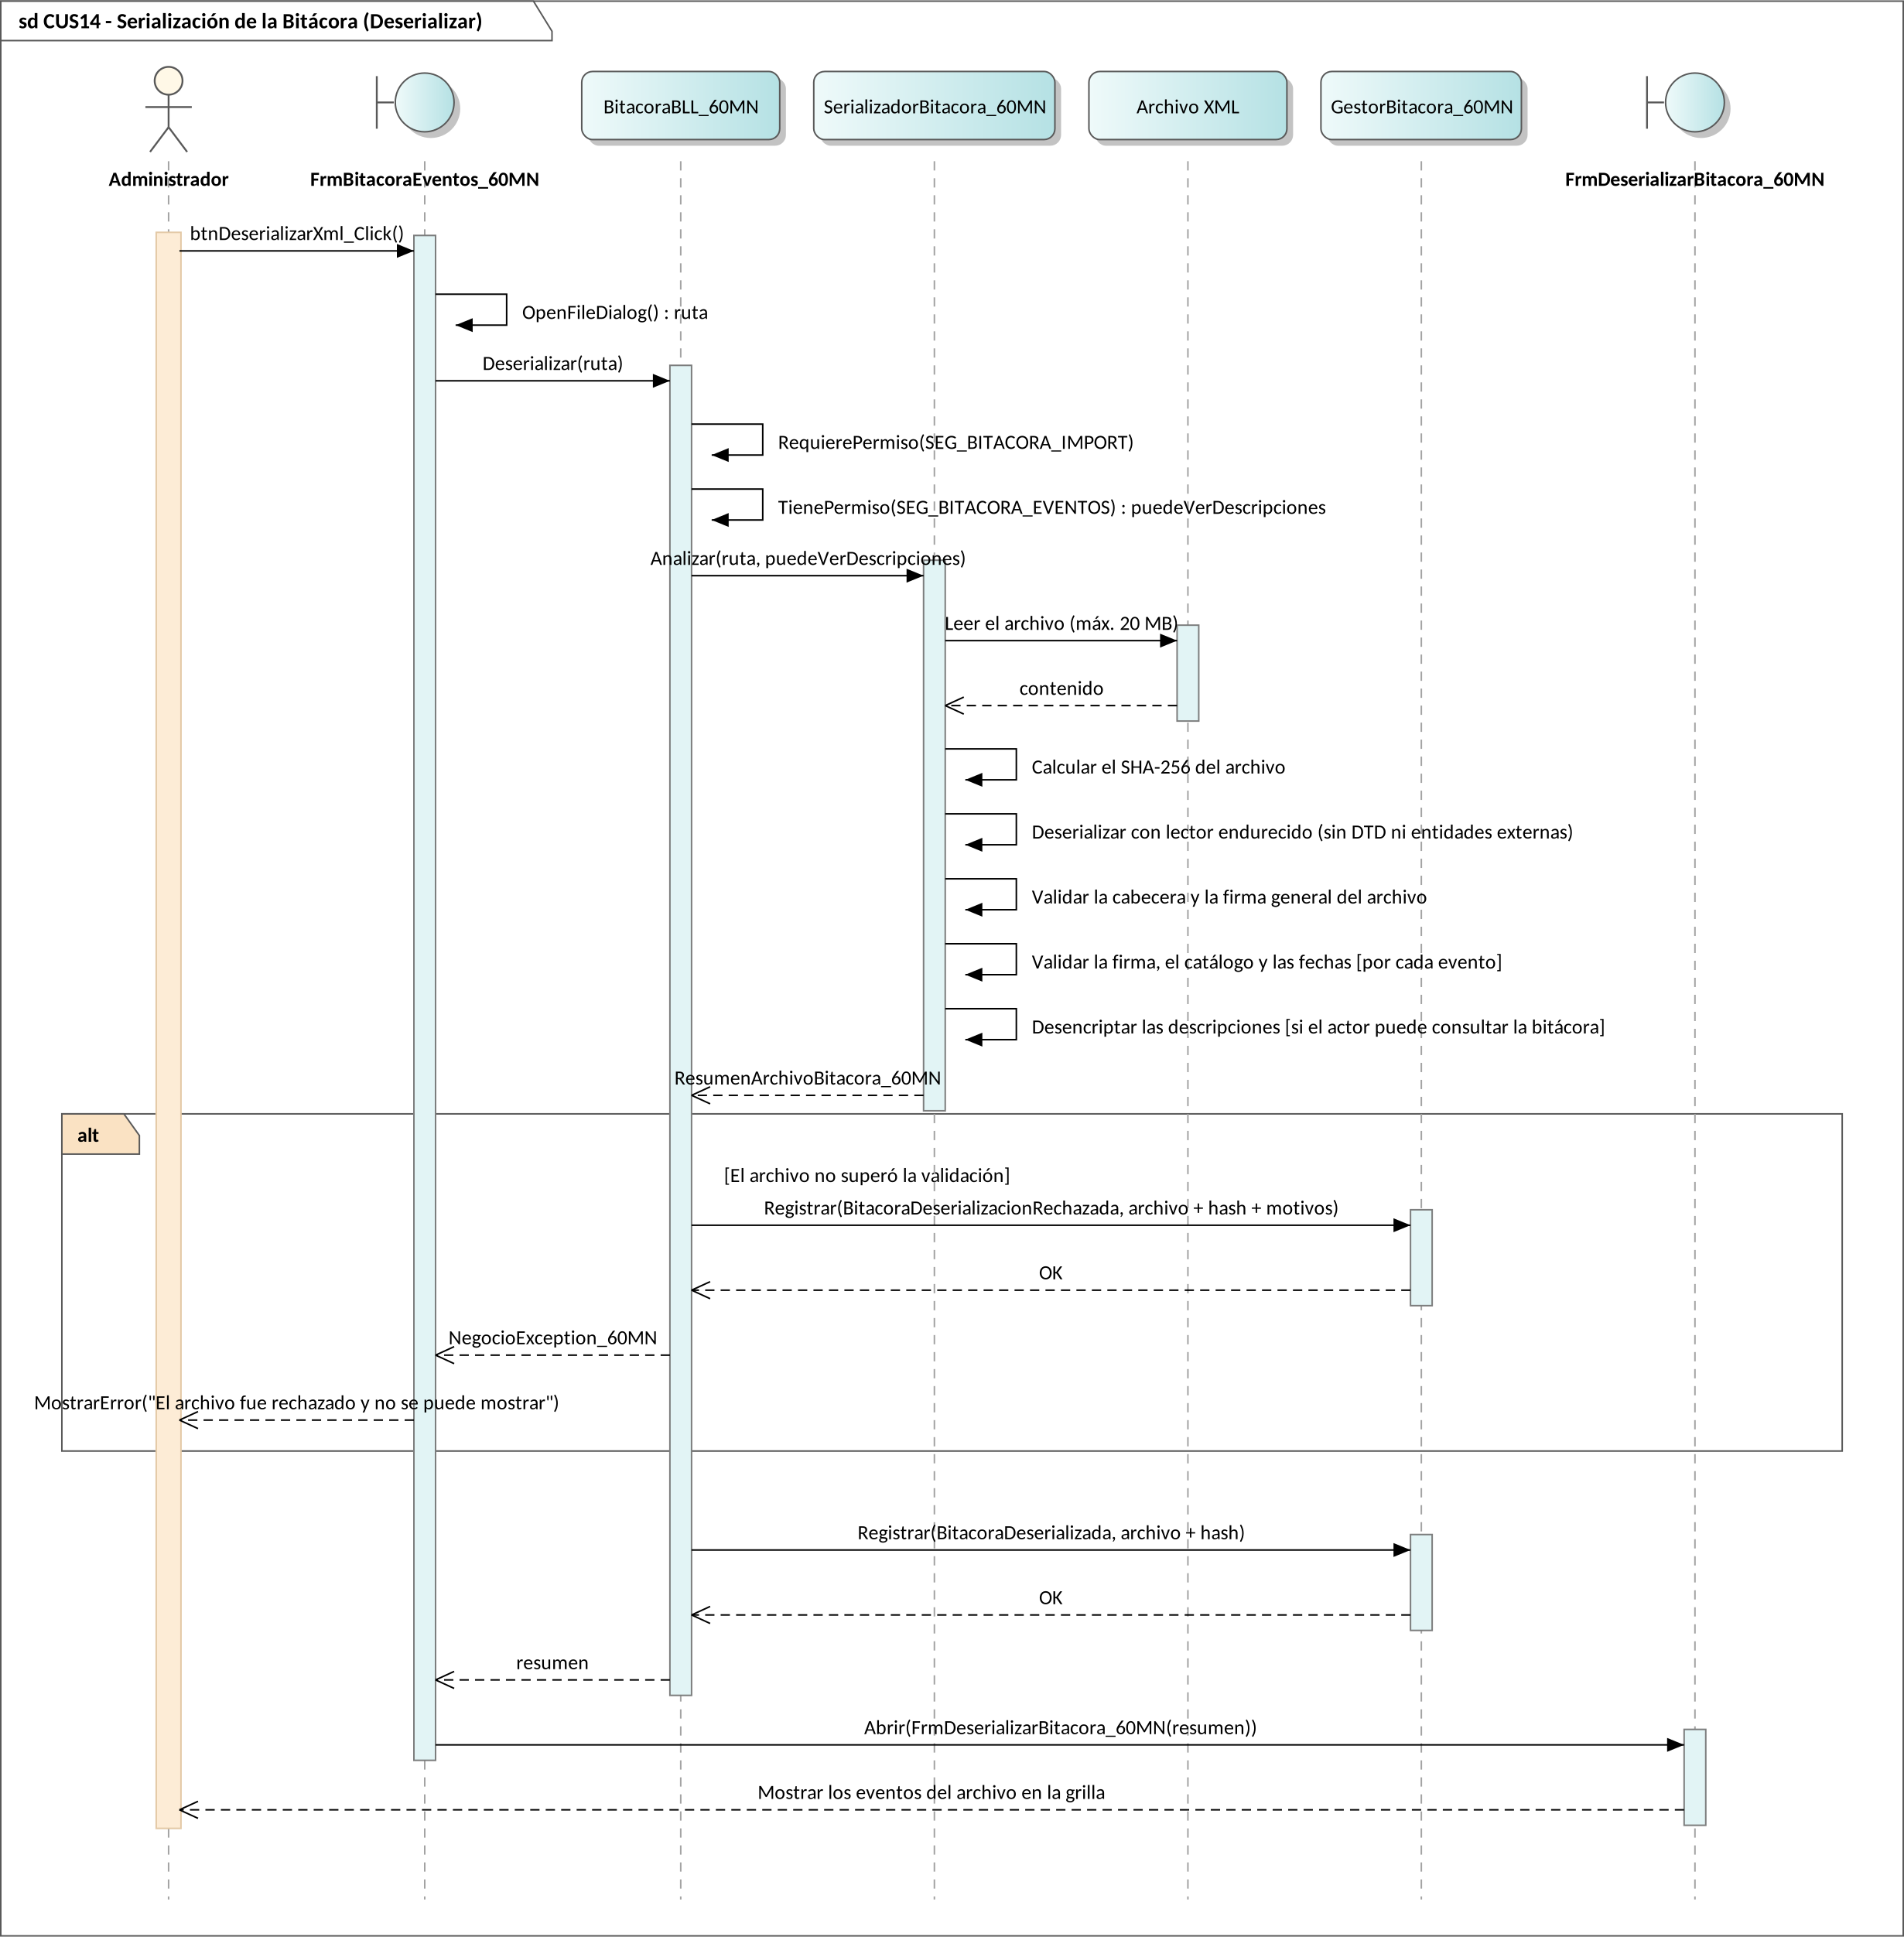 sd CUS14 - Serialización de la Bitácora (Deserializar)
BitacoraBLL_60MN
SerializadorBitacora_60MN
Archivo XML
GestorBitacora_60MN
Administrador
FrmBitacoraEventos_60MN
FrmDeserializarBitacora_60MN
btnDeserializarXml_Click()
OpenFileDialog() : ruta
Deserializar(ruta)
RequierePermiso(SEG_BITACORA_IMPORT)
TienePermiso(SEG_BITACORA_EVENTOS) : puedeVerDescripciones
Analizar(ruta, puedeVerDescripciones)
Leer el archivo (máx. 20 MB)
contenido
Calcular el SHA-256 del archivo
Deserializar con lector endurecido (sin DTD ni entidades externas)
Validar la cabecera y la firma general del archivo
Validar la firma, el catálogo y las fechas [por cada evento]
Desencriptar las descripciones [si el actor puede consultar la bitácora]
ResumenArchivoBitacora_60MN
alt
[El archivo no superó la validación]
Registrar(BitacoraDeserializacionRechazada, archivo + hash + motivos)
OK
NegocioException_60MN
MostrarError("El archivo fue rechazado y no se puede mostrar")
Registrar(BitacoraDeserializada, archivo + hash)
OK
resumen
Abrir(FrmDeserializarBitacora_60MN(resumen))
Mostrar los eventos del archivo en la grilla